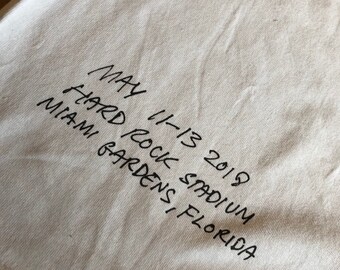 MAY 11-13 2018
HARD ROCK STADIUM
MIAMI GARDENS, FLORIDA